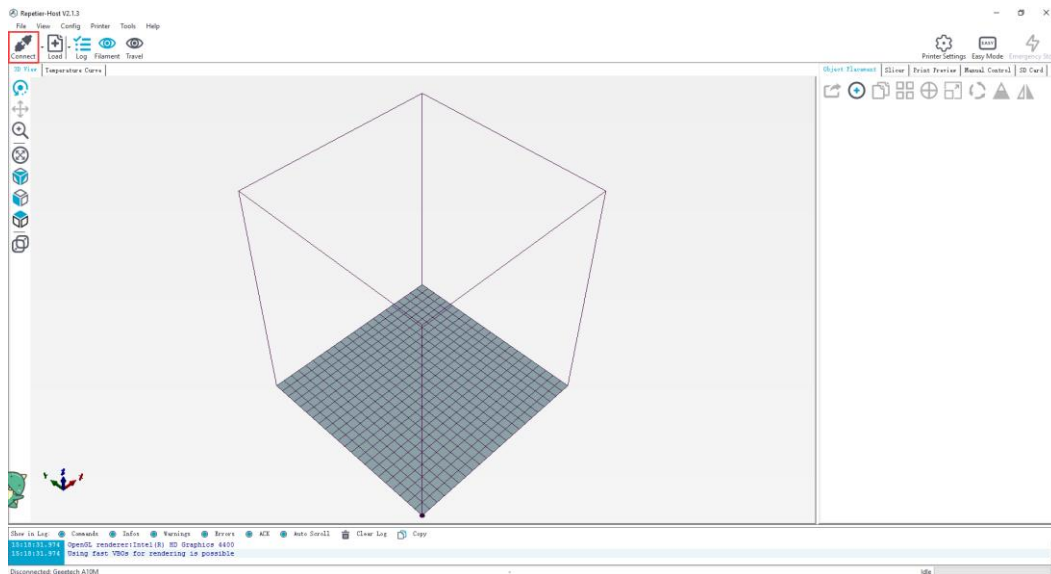 Repetier-Host V2.1.3
File View Config Printer Tools Help
Connect Load Log Filament Travel
Printer Settings Easy Mode Emergency Sto
3D View Temperature Curve
Object Placement Slicer Print Preview Manual Control SD Card
Show in Log: Commands Infos Warnings Errors ACK Auto Scroll Clear Log Copy
15:18:31.974 OpenGL renderer:Intel(R) HD Graphics 4400
15:18:31.974 Using fast VBOs for rendering is possible
Disconnected: Geeetech A10M - Idle